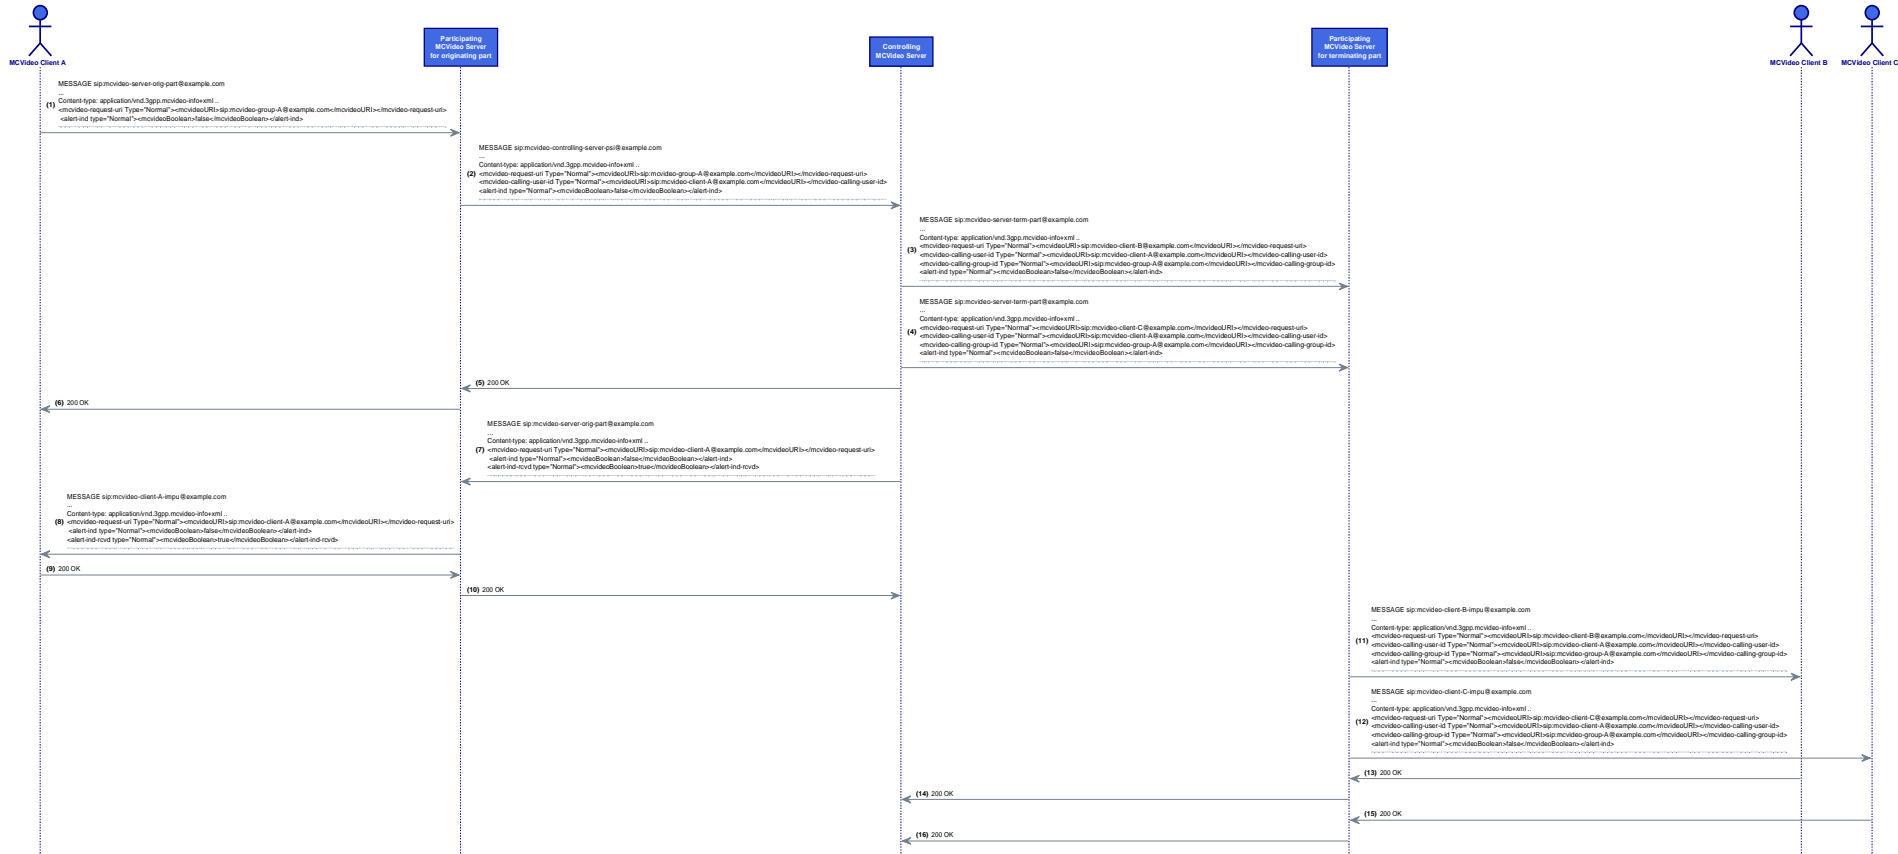 MCVideo Client A
Participating
MCVideo Server
for originating part
Controlling
MCVideo Server
Participating
MCVideo Server
for terminating part
MCVideo Client B
MCVideo Client C
MESSAGE sip:mcvideo-server-orig-part@example.com
...
Content-type: application/vnd.3gpp.mcvideo-info+xml ..
(1) <mcvideo-request-uri Type="Normal"><mcvideoURI>sip:mcvideo-group-A@example.com</mcvideoURI></mcvideo-request-uri>
<alert-ind type="Normal"><mcvideoBoolean>false</mcvideoBoolean></alert-ind>
MESSAGE sip:mcvideo-controlling-server-psi@example.com
...
Content-type: application/vnd.3gpp.mcvideo-info+xml ..
(2) <mcvideo-request-uri Type="Normal"><mcvideoURI>sip:mcvideo-group-A@example.com</mcvideoURI></mcvideo-request-uri>
<mcvideo-calling-user-id Type="Normal"><mcvideoURI>sip:mcvideo-client-A@example.com</mcvideoURI></mcvideo-calling-user-id>
<alert-ind type="Normal"><mcvideoBoolean>false</mcvideoBoolean></alert-ind>
MESSAGE sip:mcvideo-server-term-part@example.com
...
Content-type: application/vnd.3gpp.mcvideo-info+xml ..
<mcvideo-request-uri Type="Normal"><mcvideoURI>sip:mcvideo-client-B@example.com</mcvideoURI></mcvideo-request-uri>
(3) <mcvideo-calling-user-id Type="Normal"><mcvideoURI>sip:mcvideo-client-A@example.com</mcvideoURI></mcvideo-calling-user-id>
<mcvideo-calling-group-id Type="Normal"><mcvideoURI>sip:mcvideo-group-A@example.com</mcvideoURI></mcvideo-calling-group-id>
<alert-ind type="Normal"><mcvideoBoolean>false</mcvideoBoolean></alert-ind>
MESSAGE sip:mcvideo-server-term-part@example.com
...
Content-type: application/vnd.3gpp.mcvideo-info+xml ..
<mcvideo-request-uri Type="Normal"><mcvideoURI>sip:mcvideo-client-C@example.com</mcvideoURI></mcvideo-request-uri>
(4) <mcvideo-calling-user-id Type="Normal"><mcvideoURI>sip:mcvideo-client-A@example.com</mcvideoURI></mcvideo-calling-user-id>
<mcvideo-calling-group-id Type="Normal"><mcvideoURI>sip:mcvideo-group-A@example.com</mcvideoURI></mcvideo-calling-group-id>
<alert-ind type="Normal"><mcvideoBoolean>false</mcvideoBoolean></alert-ind>
(5) 200 OK
(6) 200 OK
MESSAGE sip:mcvideo-server-orig-part@example.com
...
Content-type: application/vnd.3gpp.mcvideo-info+xml ..
(7) <mcvideo-request-uri Type="Normal"><mcvideoURI>sip:mcvideo-client-A@example.com</mcvideoURI></mcvideo-request-uri>
<alert-ind type="Normal"><mcvideoBoolean>false</mcvideoBoolean></alert-ind>
<alert-ind-rcvd type="Normal"><mcvideoBoolean>true</mcvideoBoolean></alert-ind-rcvd>
MESSAGE sip:mcvideo-client-A-impu@example.com
...
Content-type: application/vnd.3gpp.mcvideo-info+xml ..
(8) <mcvideo-request-uri Type="Normal"><mcvideoURI>sip:mcvideo-client-A@example.com</mcvideoURI></mcvideo-request-uri>
<alert-ind type="Normal"><mcvideoBoolean>false</mcvideoBoolean></alert-ind>
<alert-ind-rcvd type="Normal"><mcvideoBoolean>true</mcvideoBoolean></alert-ind-rcvd>
(9) 200 OK
(10) 200 OK
MESSAGE sip:mcvideo-client-B-impu@example.com
...
Content-type: application/vnd.3gpp.mcvideo-info+xml ..
<mcvideo-request-uri Type="Normal"><mcvideoURI>sip:mcvideo-client-B@example.com</mcvideoURI></mcvideo-request-uri>
(11) <mcvideo-calling-user-id Type="Normal"><mcvideoURI>sip:mcvideo-client-A@example.com</mcvideoURI></mcvideo-calling-user-id>
<mcvideo-calling-group-id Type="Normal"><mcvideoURI>sip:mcvideo-group-A@example.com</mcvideoURI></mcvideo-calling-group-id>
<alert-ind type="Normal"><mcvideoBoolean>false</mcvideoBoolean></alert-ind>
MESSAGE sip:mcvideo-client-C-impu@example.com
...
Content-type: application/vnd.3gpp.mcvideo-info+xml ..
<mcvideo-request-uri Type="Normal"><mcvideoURI>sip:mcvideo-client-C@example.com</mcvideoURI></mcvideo-request-uri>
(12) <mcvideo-calling-user-id Type="Normal"><mcvideoURI>sip:mcvideo-client-A@example.com</mcvideoURI></mcvideo-calling-user-id>
<mcvideo-calling-group-id Type="Normal"><mcvideoURI>sip:mcvideo-group-A@example.com</mcvideoURI></mcvideo-calling-group-id>
<alert-ind type="Normal"><mcvideoBoolean>false</mcvideoBoolean></alert-ind>
(13) 200 OK
(14) 200 OK
(15) 200 OK
(16) 200 OK